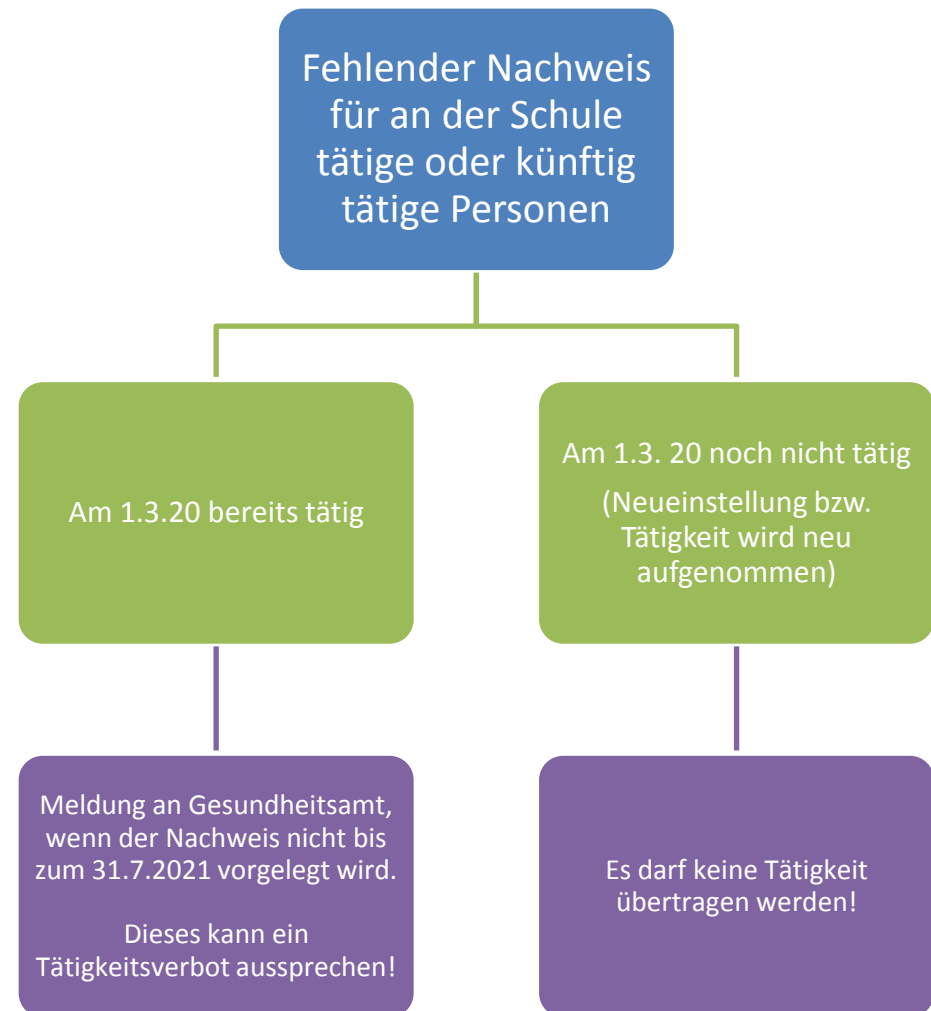 Fehlender Nachweis
für an der Schule
tätige oder künftig
tätige Personen
Am 1.3.20 bereits tätig
Am 1.3. 20 noch nicht tätig
(Neueinstellung bzw.
Tätigkeit wird neu
aufgenommen)
Meldung an Gesundheitsamt,
wenn der Nachweis nicht bis
zum 31.7.2021 vorgelegt wird.
Dieses kann ein
Tätigkeitsverbot aussprechen!
Es darf keine Tätigkeit
übertragen werden!